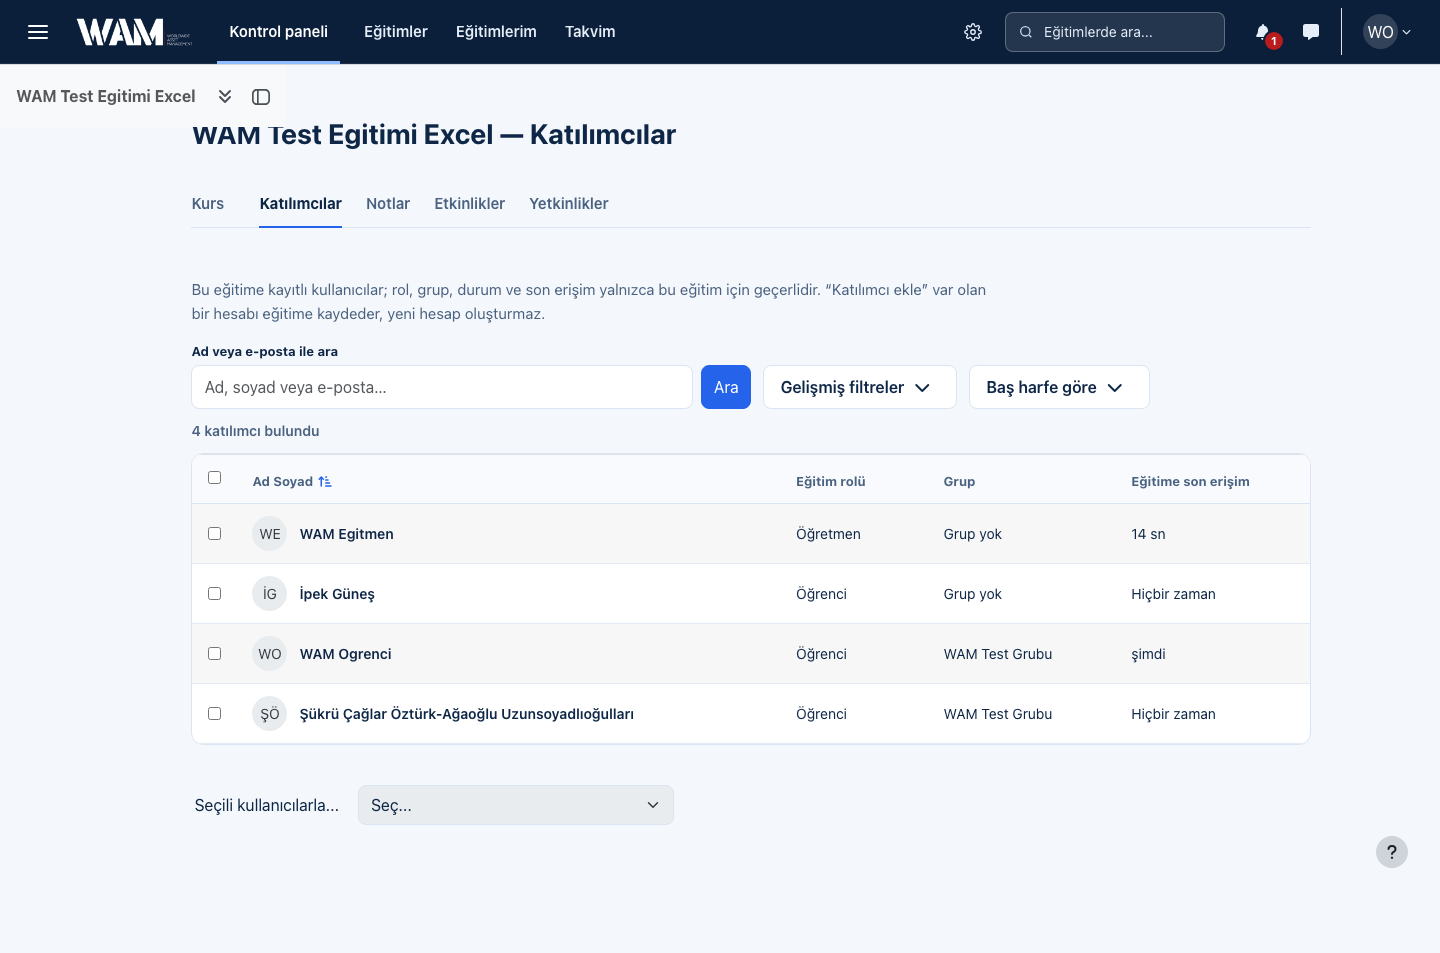 WAM
Kontrol paneli
Eğitimler
Eğitimlerim
Takvim
Eğitimlerde ara...
1
WO
WAM Test Egitimi Excel
WAM Test Egitimi Excel — Katılımcılar
Kurs
Katılımcılar
Notlar
Etkinlikler
Yetkinlikler
Bu eğitime kayıtlı kullanıcılar; rol, grup, durum ve son erişim yalnızca bu eğitim için geçerlidir. “Katılımcı ekle” var olan
bir hesabı eğitime kaydeder, yeni hesap oluşturmaz.
Ad veya e-posta ile ara
Ad, soyad veya e-posta...
Ara
Gelişmiş filtreler
Baş harfe göre
4 katılımcı bulundu
Ad Soyad Eğitim rolü Grup Eğitime son erişim
WE WAM Egitmen Öğretmen Grup yok 14 sn
İG İpek Güneş Öğrenci Grup yok Hiçbir zaman
WO WAM Ogrenci Öğrenci WAM Test Grubu şimdi
ŞÖ Şükrü Çağlar Öztürk-Ağaoğlu Uzunsoyadlıoğulları Öğrenci WAM Test Grubu Hiçbir zaman
Seçili kullanıcılarla...
Seç...
?